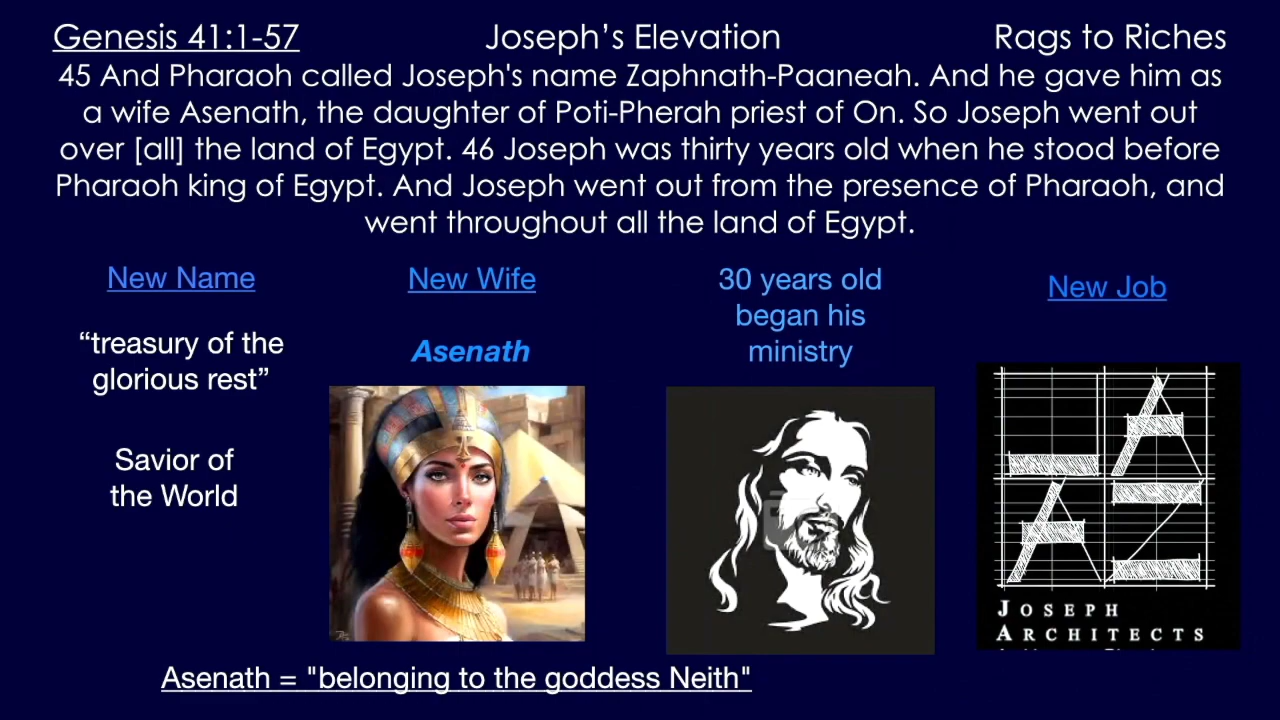 Genesis 41:1-57 Joseph’s Elevation Rags to Riches
45 And Pharaoh called Joseph's name Zaphnath-Paaneah. And he gave him as
a wife Asenath, the daughter of Poti-Pherah priest of On. So Joseph went out
over [all] the land of Egypt. 46 Joseph was thirty years old when he stood before
Pharaoh king of Egypt. And Joseph went out from the presence of Pharaoh, and
went throughout all the land of Egypt.
New Name
“treasury of the
glorious rest”
Savior of
the World
New Wife
Asenath
30 years old
began his
ministry
New Job
JOSEPH
ARCHITECTS
Asenath = "belonging to the goddess Neith"